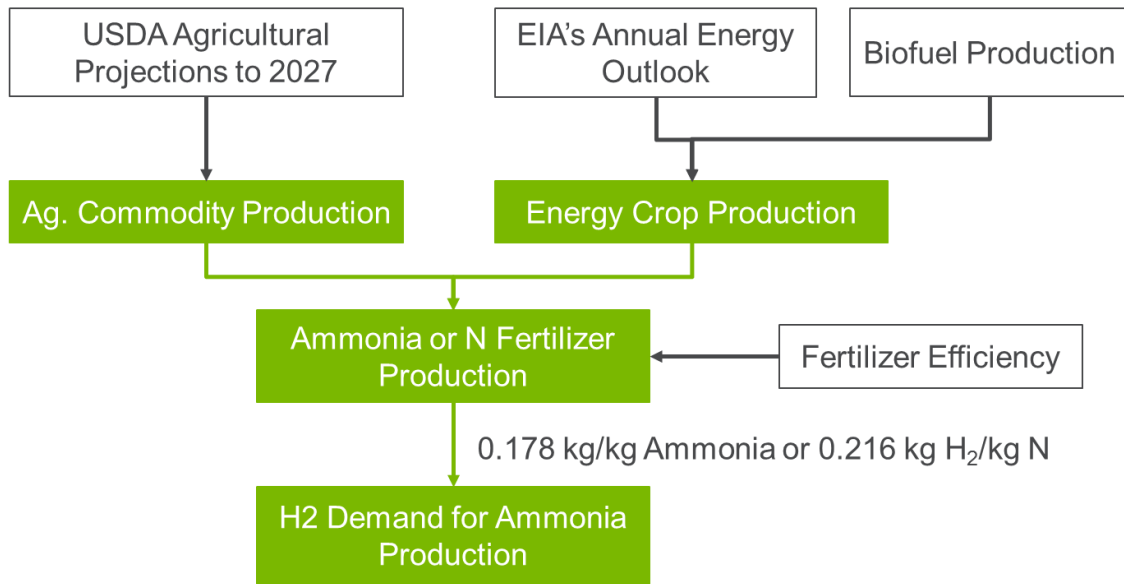 USDA Agricultural
Projections to 2027
EIA's Annual Energy
Outlook
Biofuel Production
Ag. Commodity Production
Energy Crop Production
Ammonia or N Fertilizer
Production
Fertilizer Efficiency
0.178 kg/kg Ammonia or 0.216 kg H₂/kg N
H2 Demand for Ammonia
Production